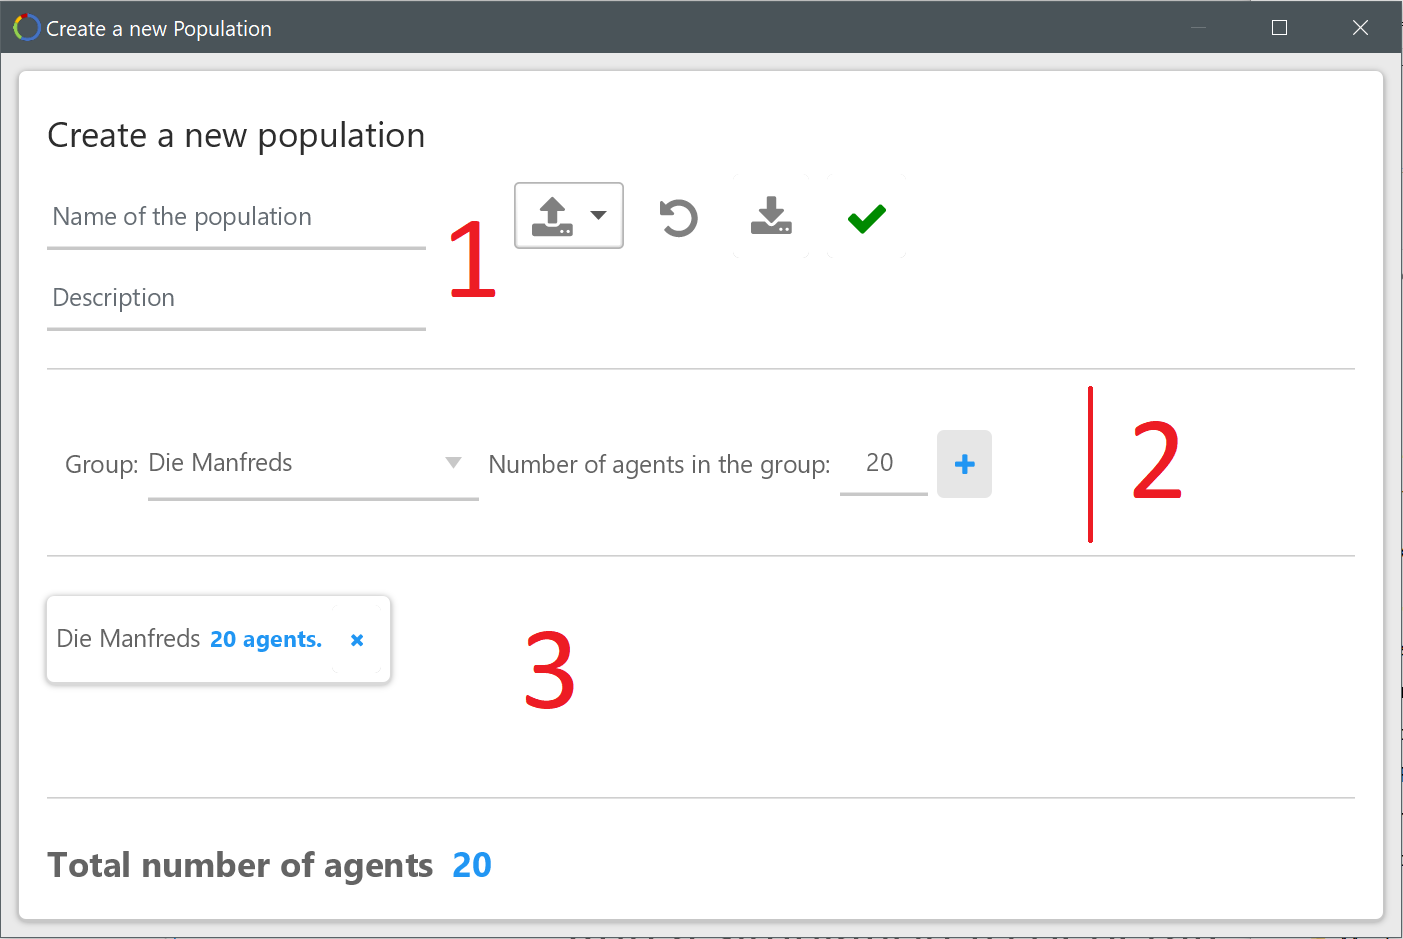 Create a new Population
Create a new population
Name of the population
1
Description
Group: Die Manfreds Number of agents in the group: 20
2
Die Manfreds 20 agents.
3
Total number of agents 20